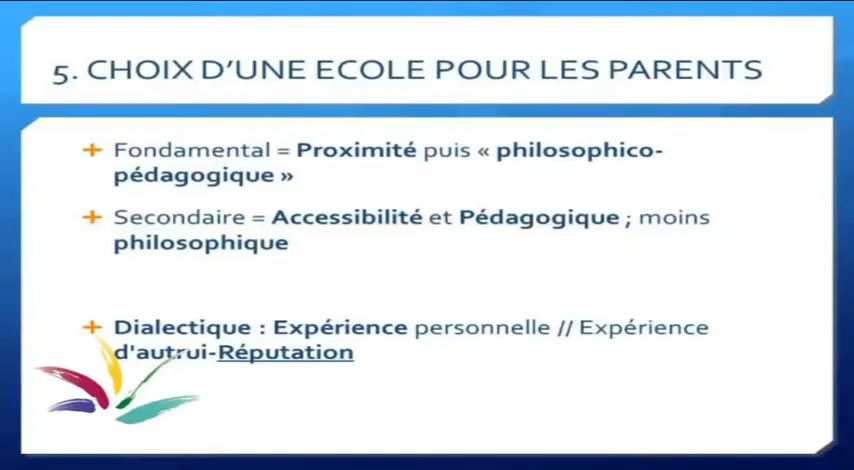 5. CHOIX D'UNE ECOLE POUR LES PARENTS
Fondamental = Proximité puis « philosophico-
pédagogique »
Secondaire = Accessibilité et Pédagogique ; moins
philosophique
Dialectique : Expérience personnelle // Expérience
d'autrui-Réputation